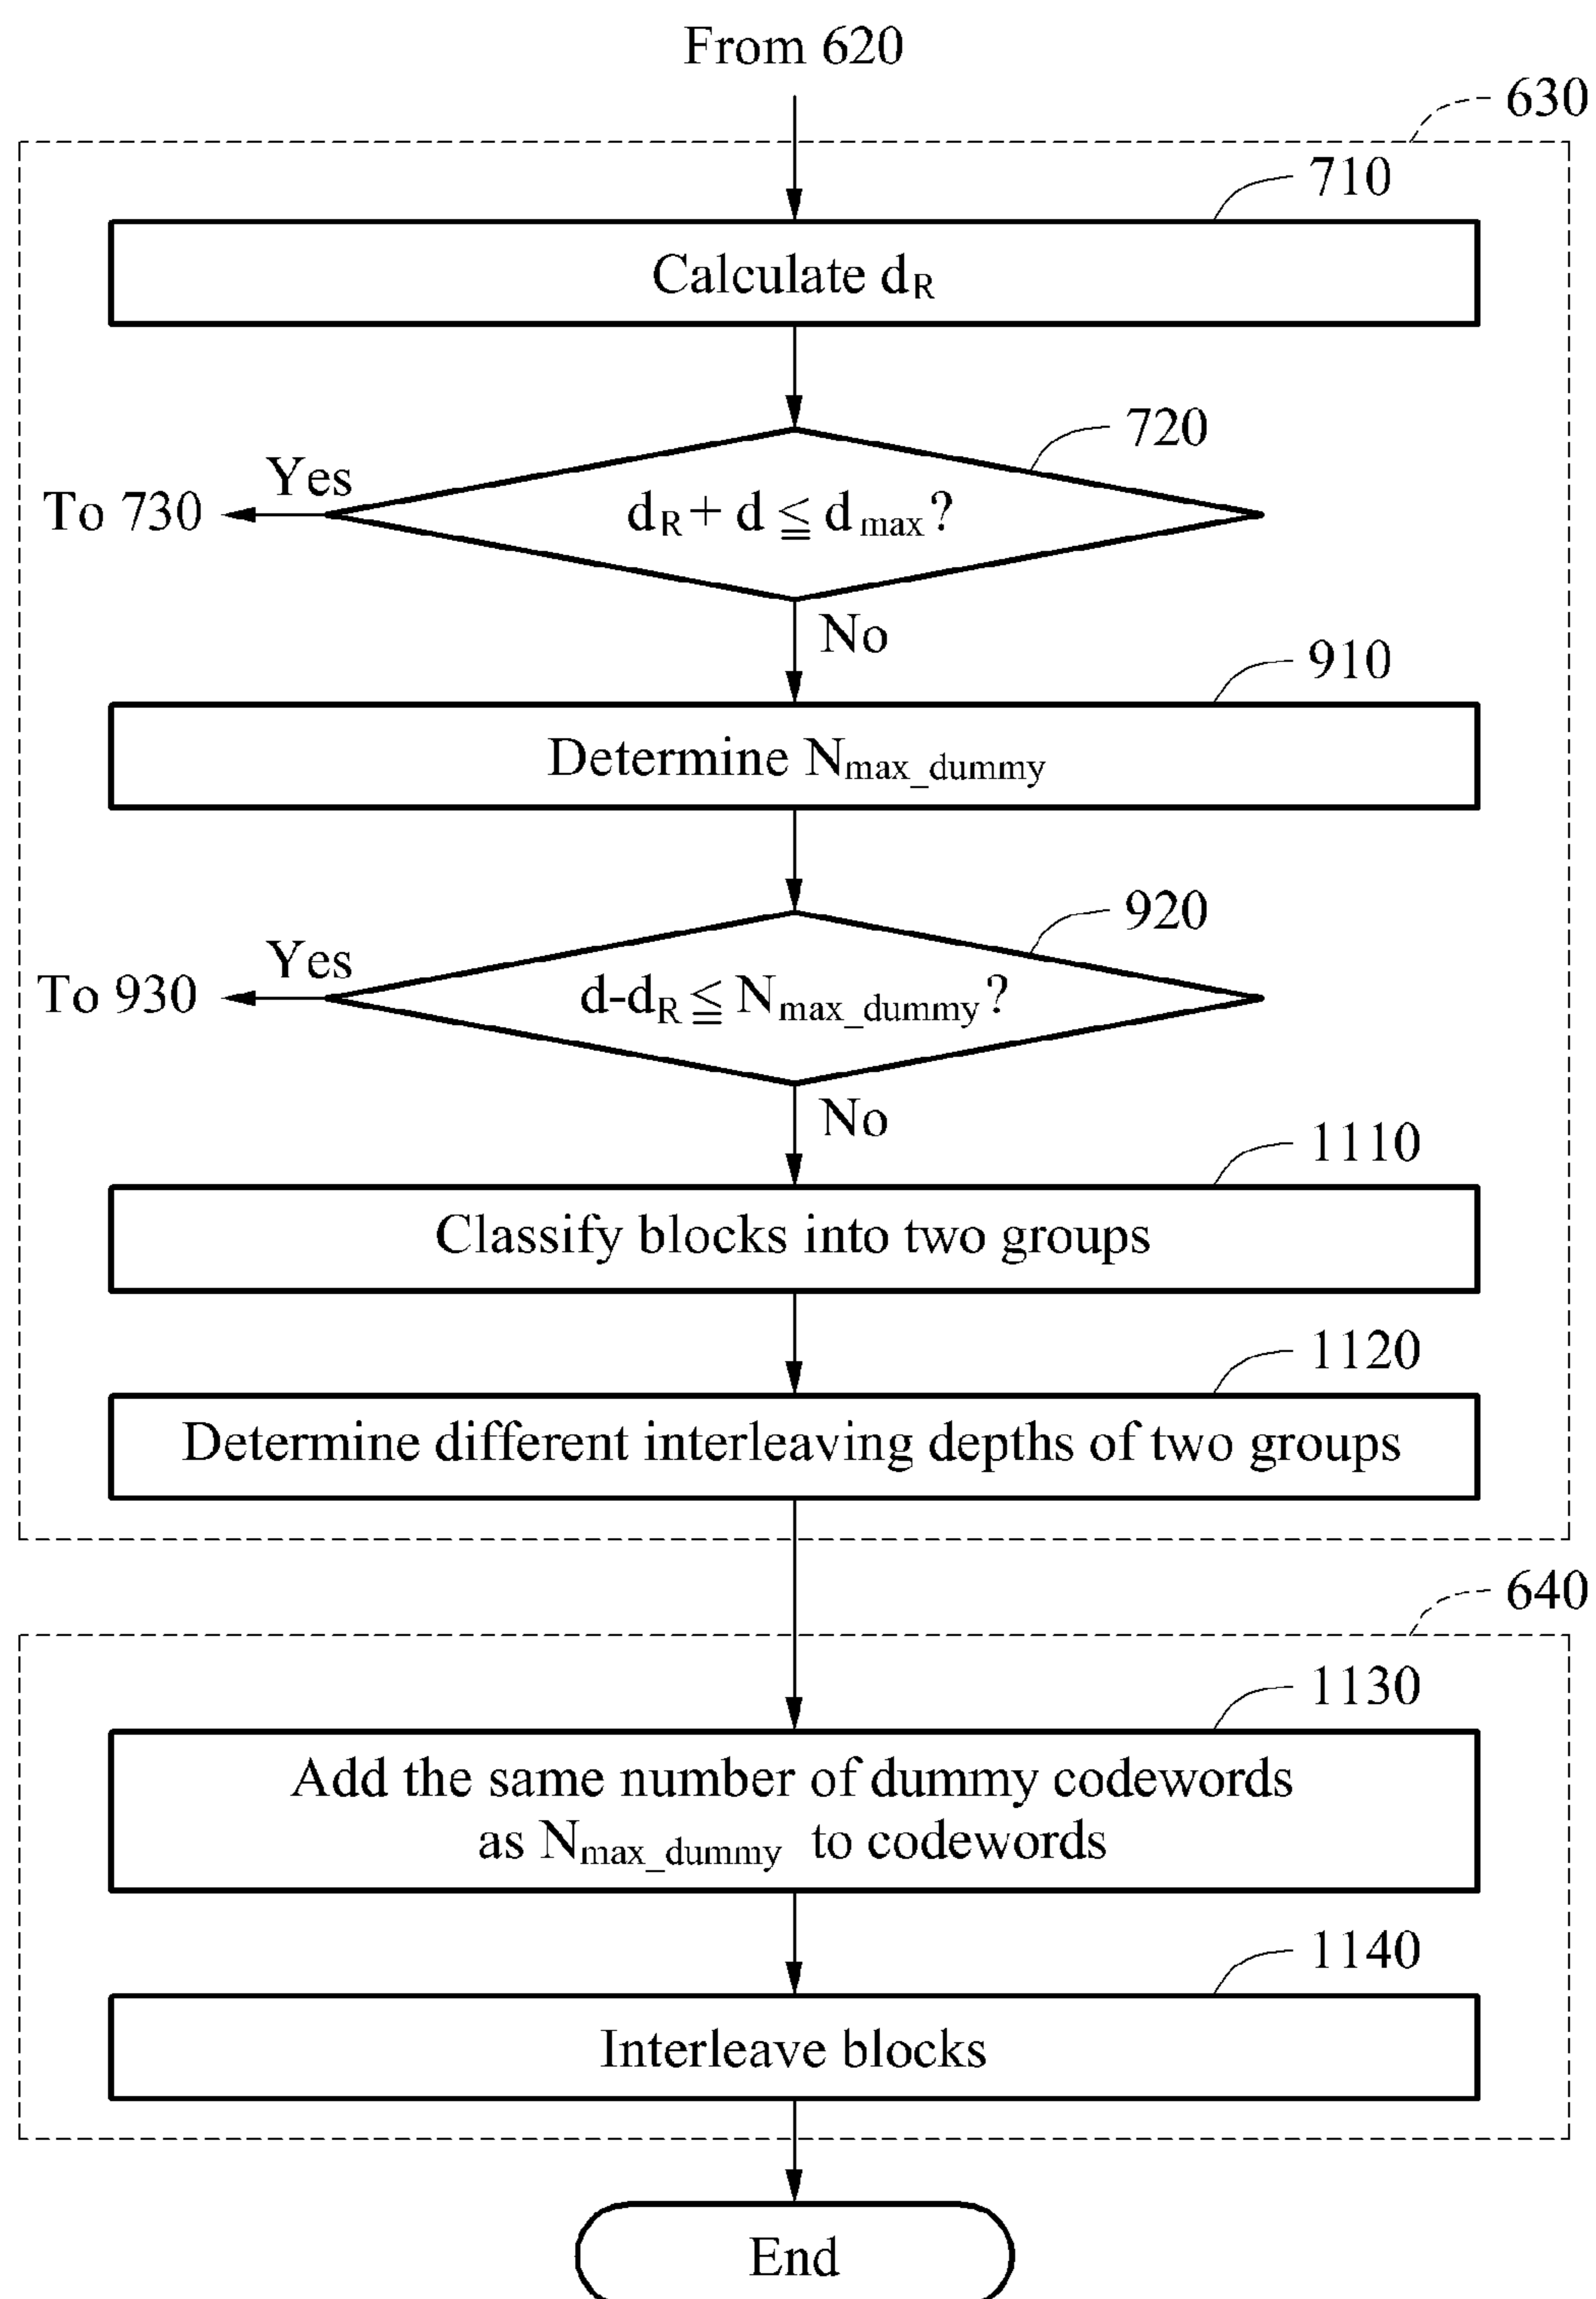 From 620
630
710
Calculate dR
720
Yes
To 730
dR + d ≦ dmax?
No
910
Determine Nmax_dummy
920
Yes
To 930
d-dR ≦ Nmax_dummy?
No
1110
Classify blocks into two groups
1120
Determine different interleaving depths of two groups
640
1130
Add the same number of dummy codewords
as Nmax_dummy to codewords
1140
Interleave blocks
End